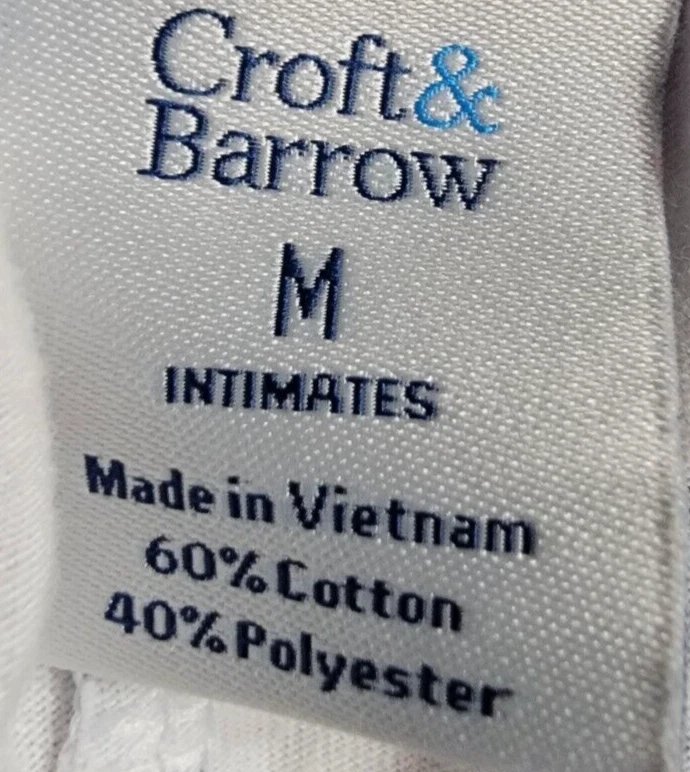 Croft&
Barrow
M
INTIMATES
Made in Vietnam
60% Cotton
40% Polyester